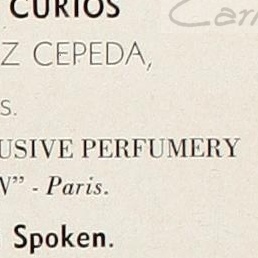 CURIOS
Z CEPEDA,
S.
USIVE PERFUMERY
N” - Paris.
Spoken.